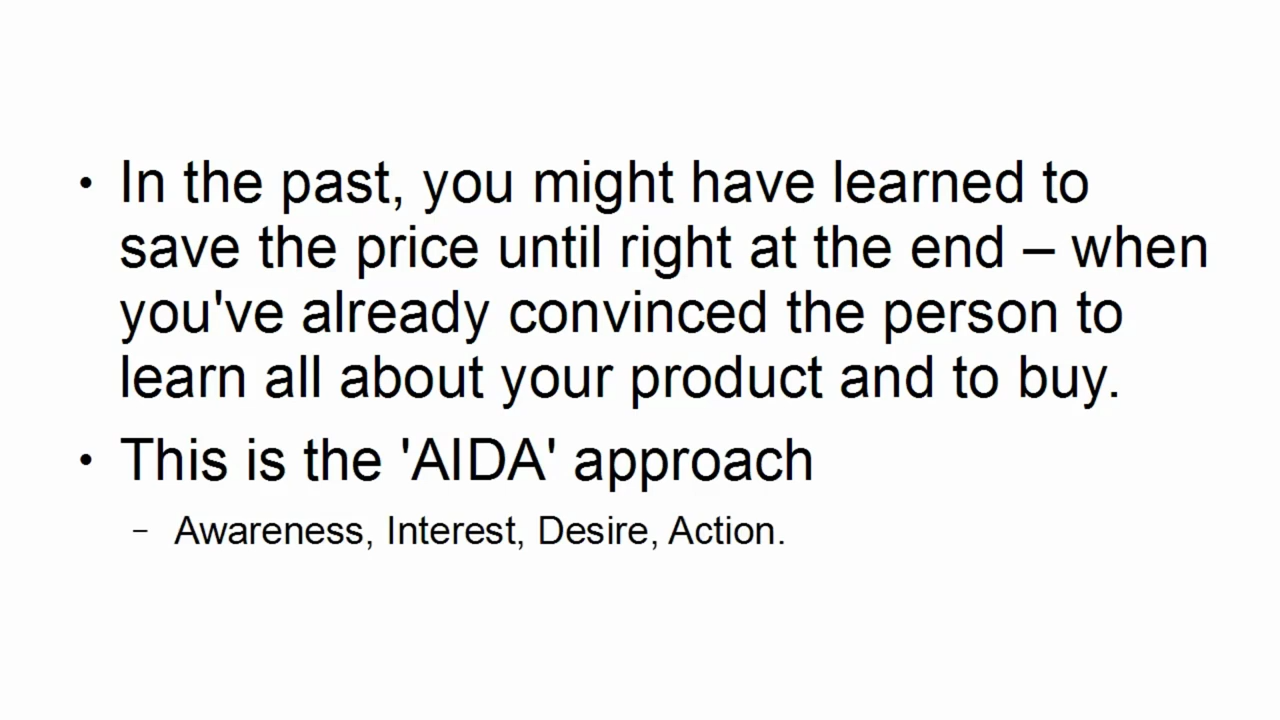 • In the past, you might have learned to
save the price until right at the end – when
you've already convinced the person to
learn all about your product and to buy.
• This is the 'AIDA' approach
– Awareness, Interest, Desire, Action.